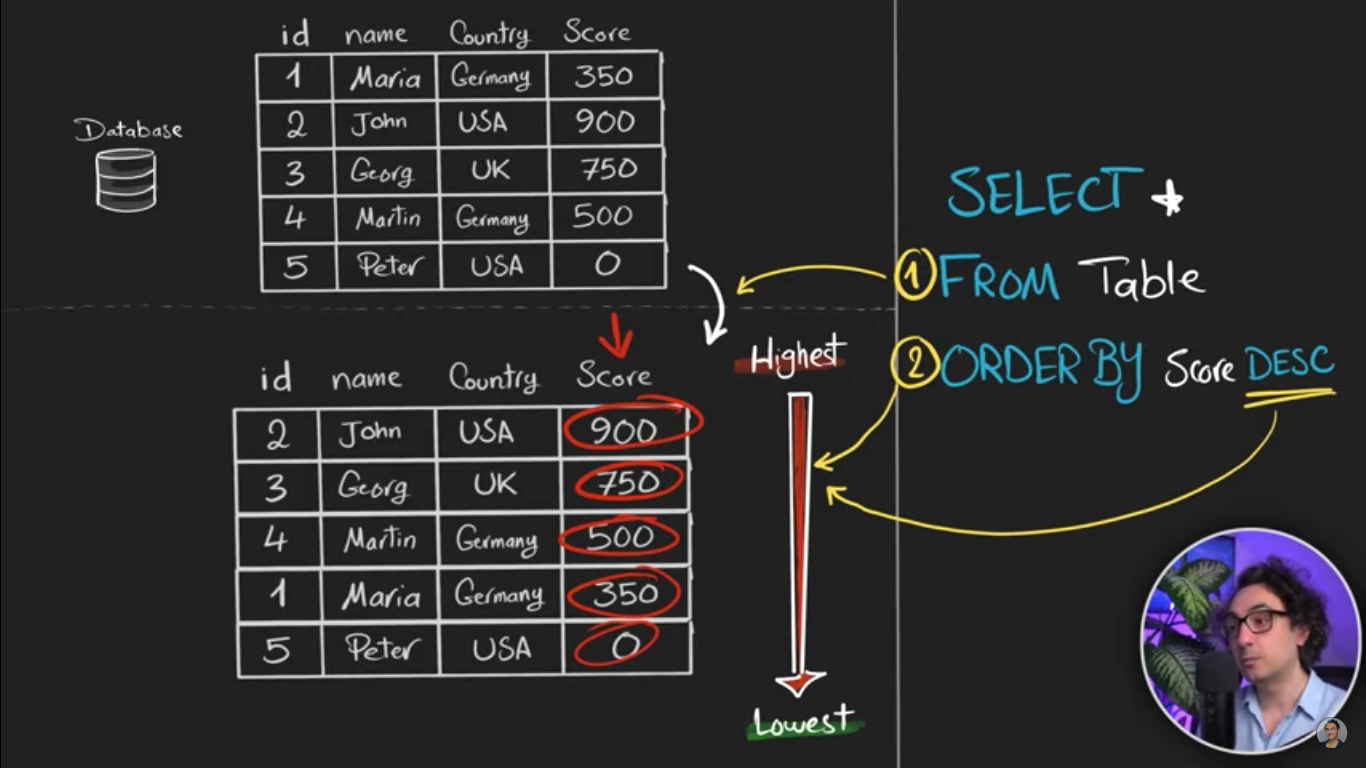 id name Country Score
1 Maria Germany 350
2 John USA 900
3 Georg UK 750
4 Martin Germany 500
5 Peter USA 0
Database
id name Country Score
2 John USA 900
3 Georg UK 750
4 Martin Germany 500
1 Maria Germany 350
5 Peter USA 0
Highest
Lowest
SELECT *
1 FROM Table
2 ORDER BY Score DESC